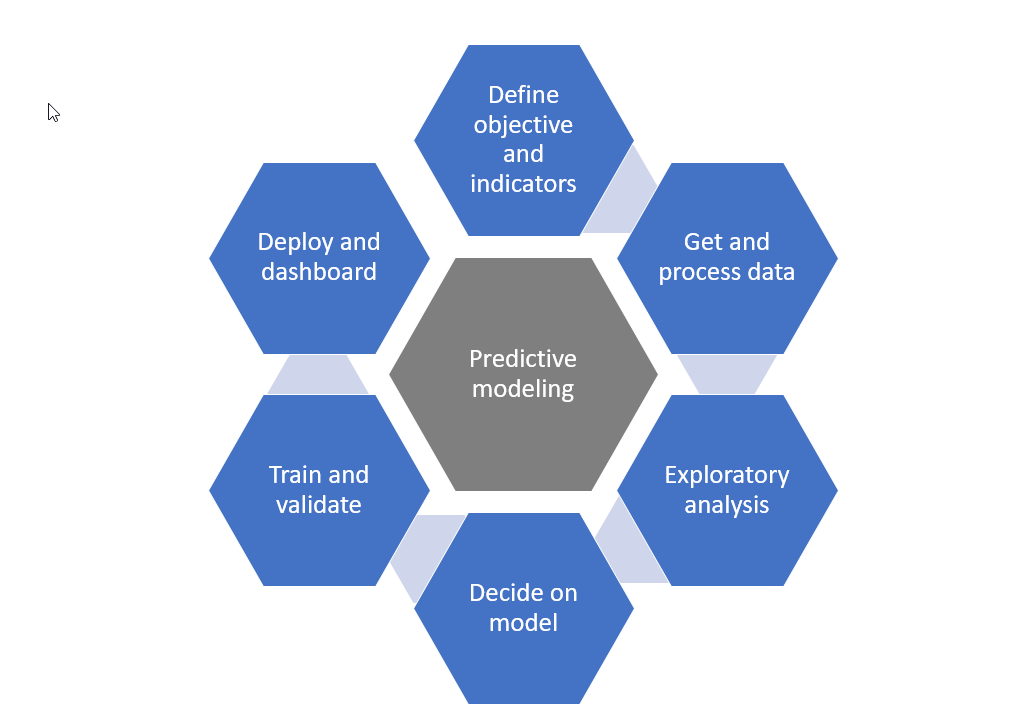 Define
objective
and
indicators
Get and
process data
Exploratory
analysis
Decide on
model
Train and
validate
Deploy and
dashboard
Predictive
modeling